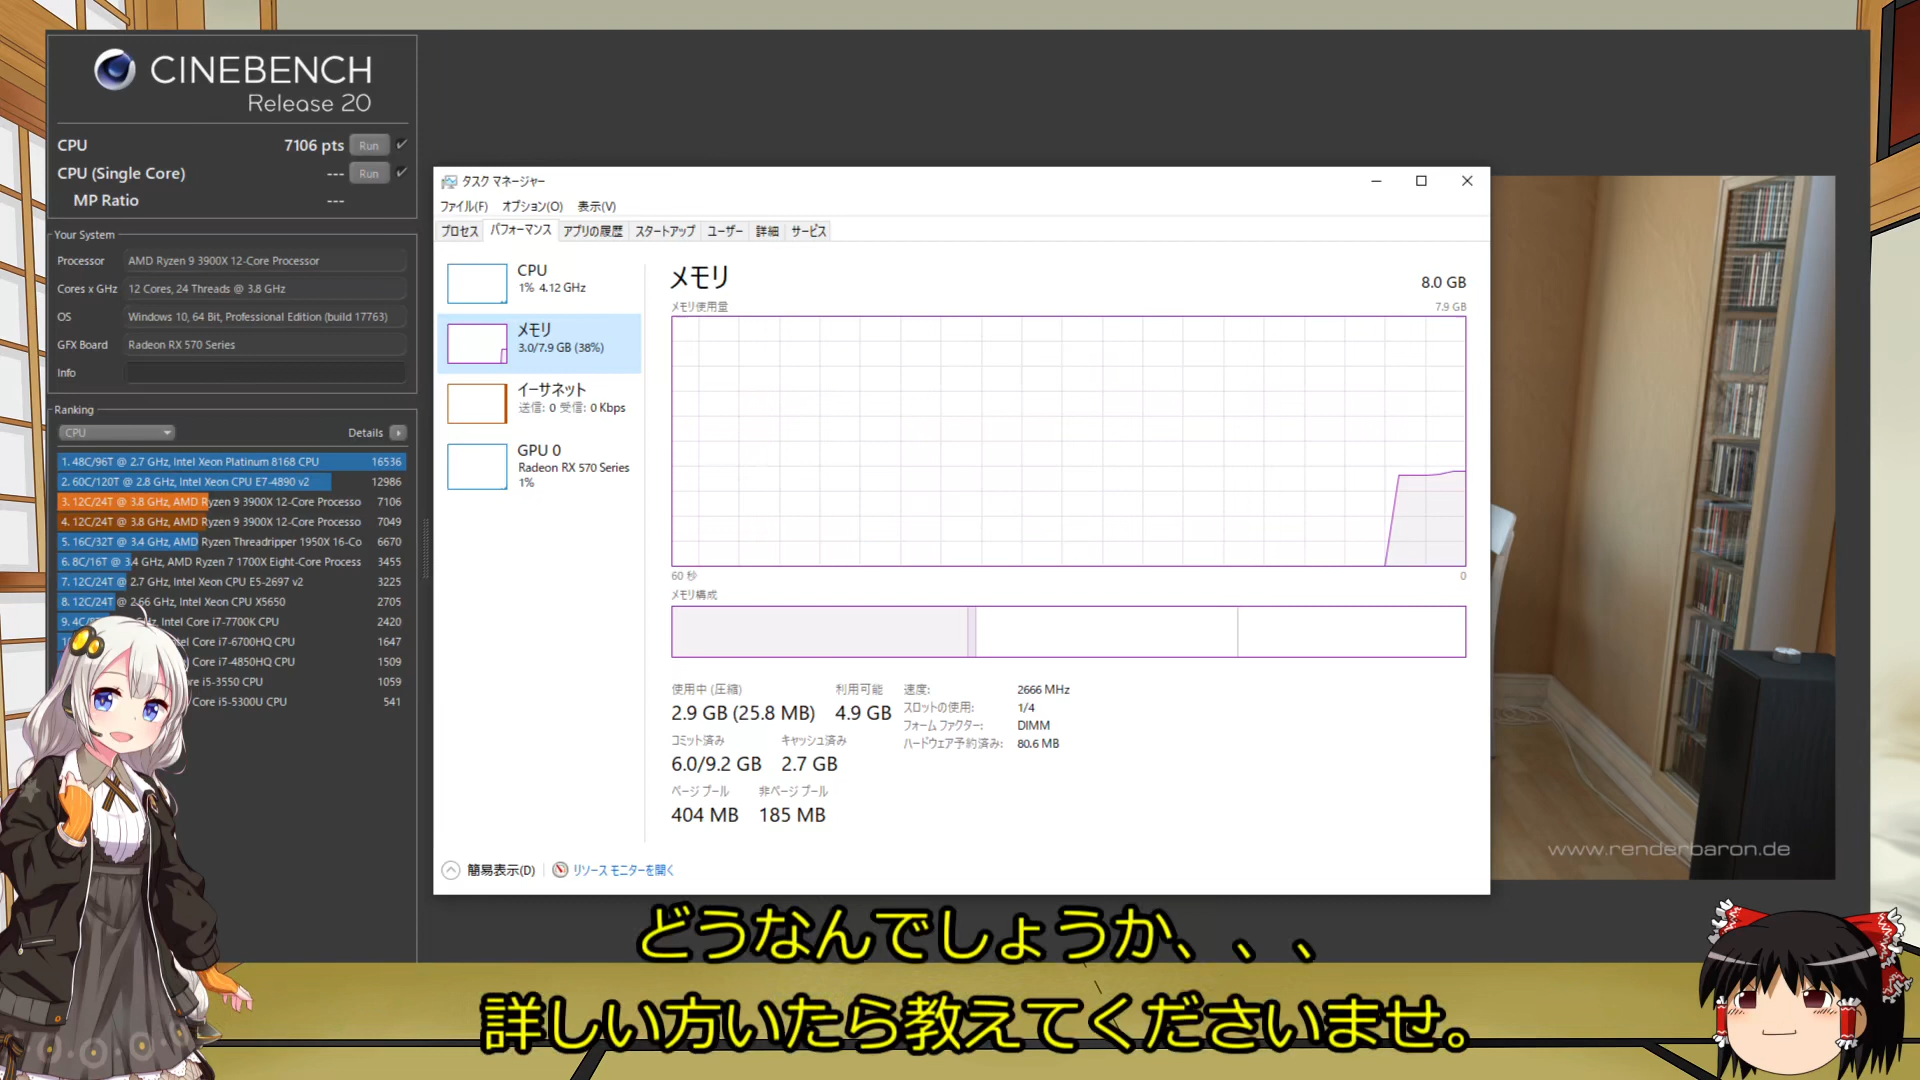 CINEBENCH
Release 20
CPU 7106 pts Run
CPU (Single Core) --- Run
MP Ratio ---
Your System
Processor AMD Ryzen 9 3900X 12-Core Processor
Cores x GHz 12 Cores, 24 Threads @ 3.8 GHz
OS Windows 10, 64 Bit, Professional Edition (build 17763)
GFX Board Radeon RX 570 Series
Info
Ranking
CPU Details
1. 48C/96T @ 2.7 GHz, Intel Xeon Platinum 8168 CPU 16536
2. 60C/120T @ 2.8 GHz, Intel Xeon CPU E7-4890 v2 12986
3. 12C/24T @ 3.8 GHz, AMD Ryzen 9 3900X 12-Core Processo 7106
4. 12C/24T @ 3.8 GHz, AMD Ryzen 9 3900X 12-Core Processo 7049
5. 16C/32T @ 3.4 GHz, AMD Ryzen Threadripper 1950X 16-Co 6670
6. 8C/16T @ 3.4 GHz, AMD Ryzen 7 1700X Eight-Core Process 3455
7. 12C/24T @ 2.7 GHz, Intel Xeon CPU E5-2697 v2 3225
8. 12C/24T @ 2.66 GHz, Intel Xeon CPU X5650 2705
9. 4C/ Intel Core i7-7700K CPU 2420
Core i7-6700HQ CPU 1647
Core i7-4850HQ CPU 1509
i5-3550 CPU 1059
Core i5-5300U CPU 541
タスク マネージャー
ファイル(F) オプション(O) 表示(V)
プロセス パフォーマンス アプリの履歴 スタートアップ ユーザー 詳細 サービス
CPU
1% 4.12 GHz
メモリ
3.0/7.9 GB (38%)
イーサネット
送信: 0 受信: 0 Kbps
GPU 0
Radeon RX 570 Series
1%
メモリ 8.0 GB
メモリ使用量 7.9 GB
60 秒 0
メモリ構成
使用中 (圧縮) 利用可能
2.9 GB (25.8 MB) 4.9 GB
コミット済み キャッシュ済み
6.0/9.2 GB 2.7 GB
ページ プール 非ページ プール
404 MB 185 MB
速度: 2666 MHz
スロットの使用: 1/4
フォーム ファクター: DIMM
ハードウェア予約済み: 80.6 MB
簡易表示(D) リソース モニターを開く
www.renderbaron.de
どうなんでしょうか、、、
詳しい方いたら教えてくださいませ。